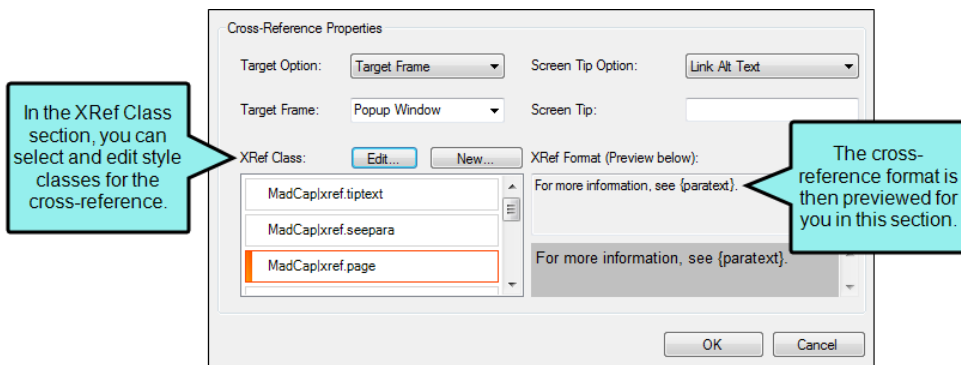 Cross-Reference Properties
Target Option: Target Frame Screen Tip Option: Link Alt Text
Target Frame: Popup Window Screen Tip:
In the XRef Class
section, you can
select and edit style
classes for the
cross-reference.
XRef Class: Edit... New... XRef Format (Preview below):
MadCap|xref.tiptext
MadCap|xref.seepara
MadCap|xref.page
For more information, see {paratext}.
For more information, see {paratext}.
The cross-
reference format is
then previewed for
you in this section.
OK Cancel